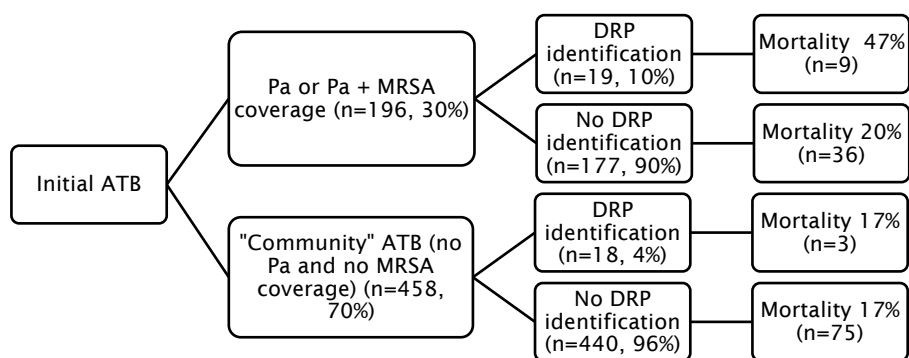 Initial ATB
Pa or Pa + MRSA
coverage (n=196, 30%)
"Community" ATB (no
Pa and no MRSA
coverage) (n=458,
70%)
DRP
identification
(n=19, 10%)
No DRP
identification
(n=177, 90%)
DRP
identification
(n=18, 4%)
No DRP
identification
(n=440, 96%)
Mortality 47%
(n=9)
Mortality 20%
(n=36)
Mortality 17%
(n=3)
Mortality 17%
(n=75)